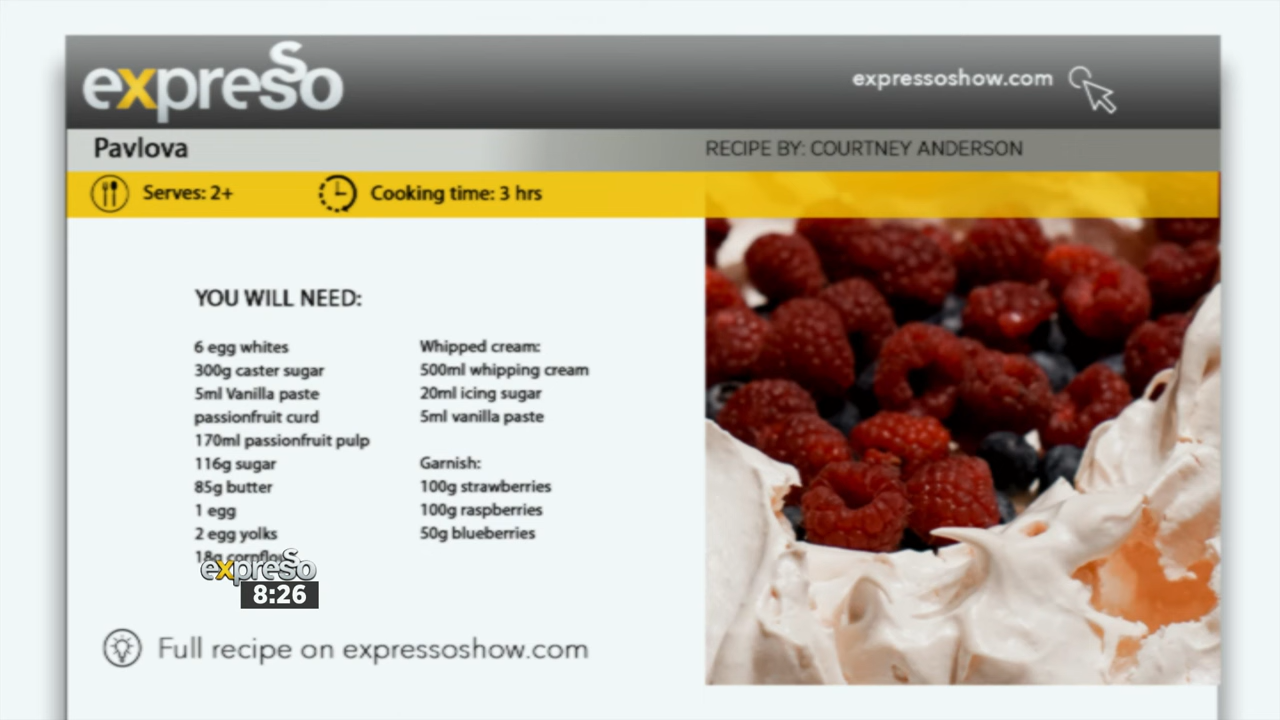 expresso
expressoshow.com
Pavlova
RECIPE BY: COURTNEY ANDERSON
Serves: 2+
Cooking time: 3 hrs
YOU WILL NEED:
6 egg whites
300g caster sugar
5ml Vanilla paste
passionfruit curd
170ml passionfruit pulp
116g sugar
85g butter
1 egg
2 egg yolks
18g
Whipped cream:
500ml whipping cream
20ml icing sugar
5ml vanilla paste
Garnish:
100g strawberries
100g raspberries
50g blueberries
expresso
8:26
Full recipe on expressoshow.com